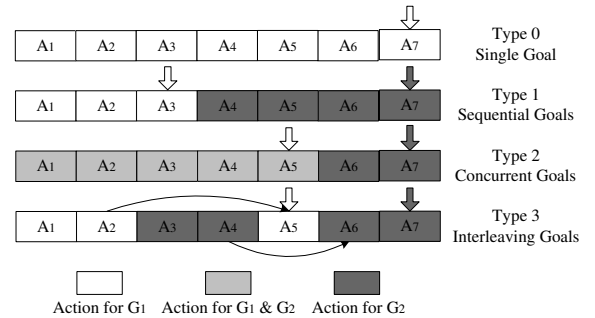 A1 A2 A3 A4 A5 A6 A7
Type 0
Single Goal
A1 A2 A3 A4 A5 A6 A7
Type 1
Sequential Goals
A1 A2 A3 A4 A5 A6 A7
Type 2
Concurrent Goals
A1 A2 A3 A4 A5 A6 A7
Type 3
Interleaving Goals
Action for G1 Action for G1 & G2 Action for G2